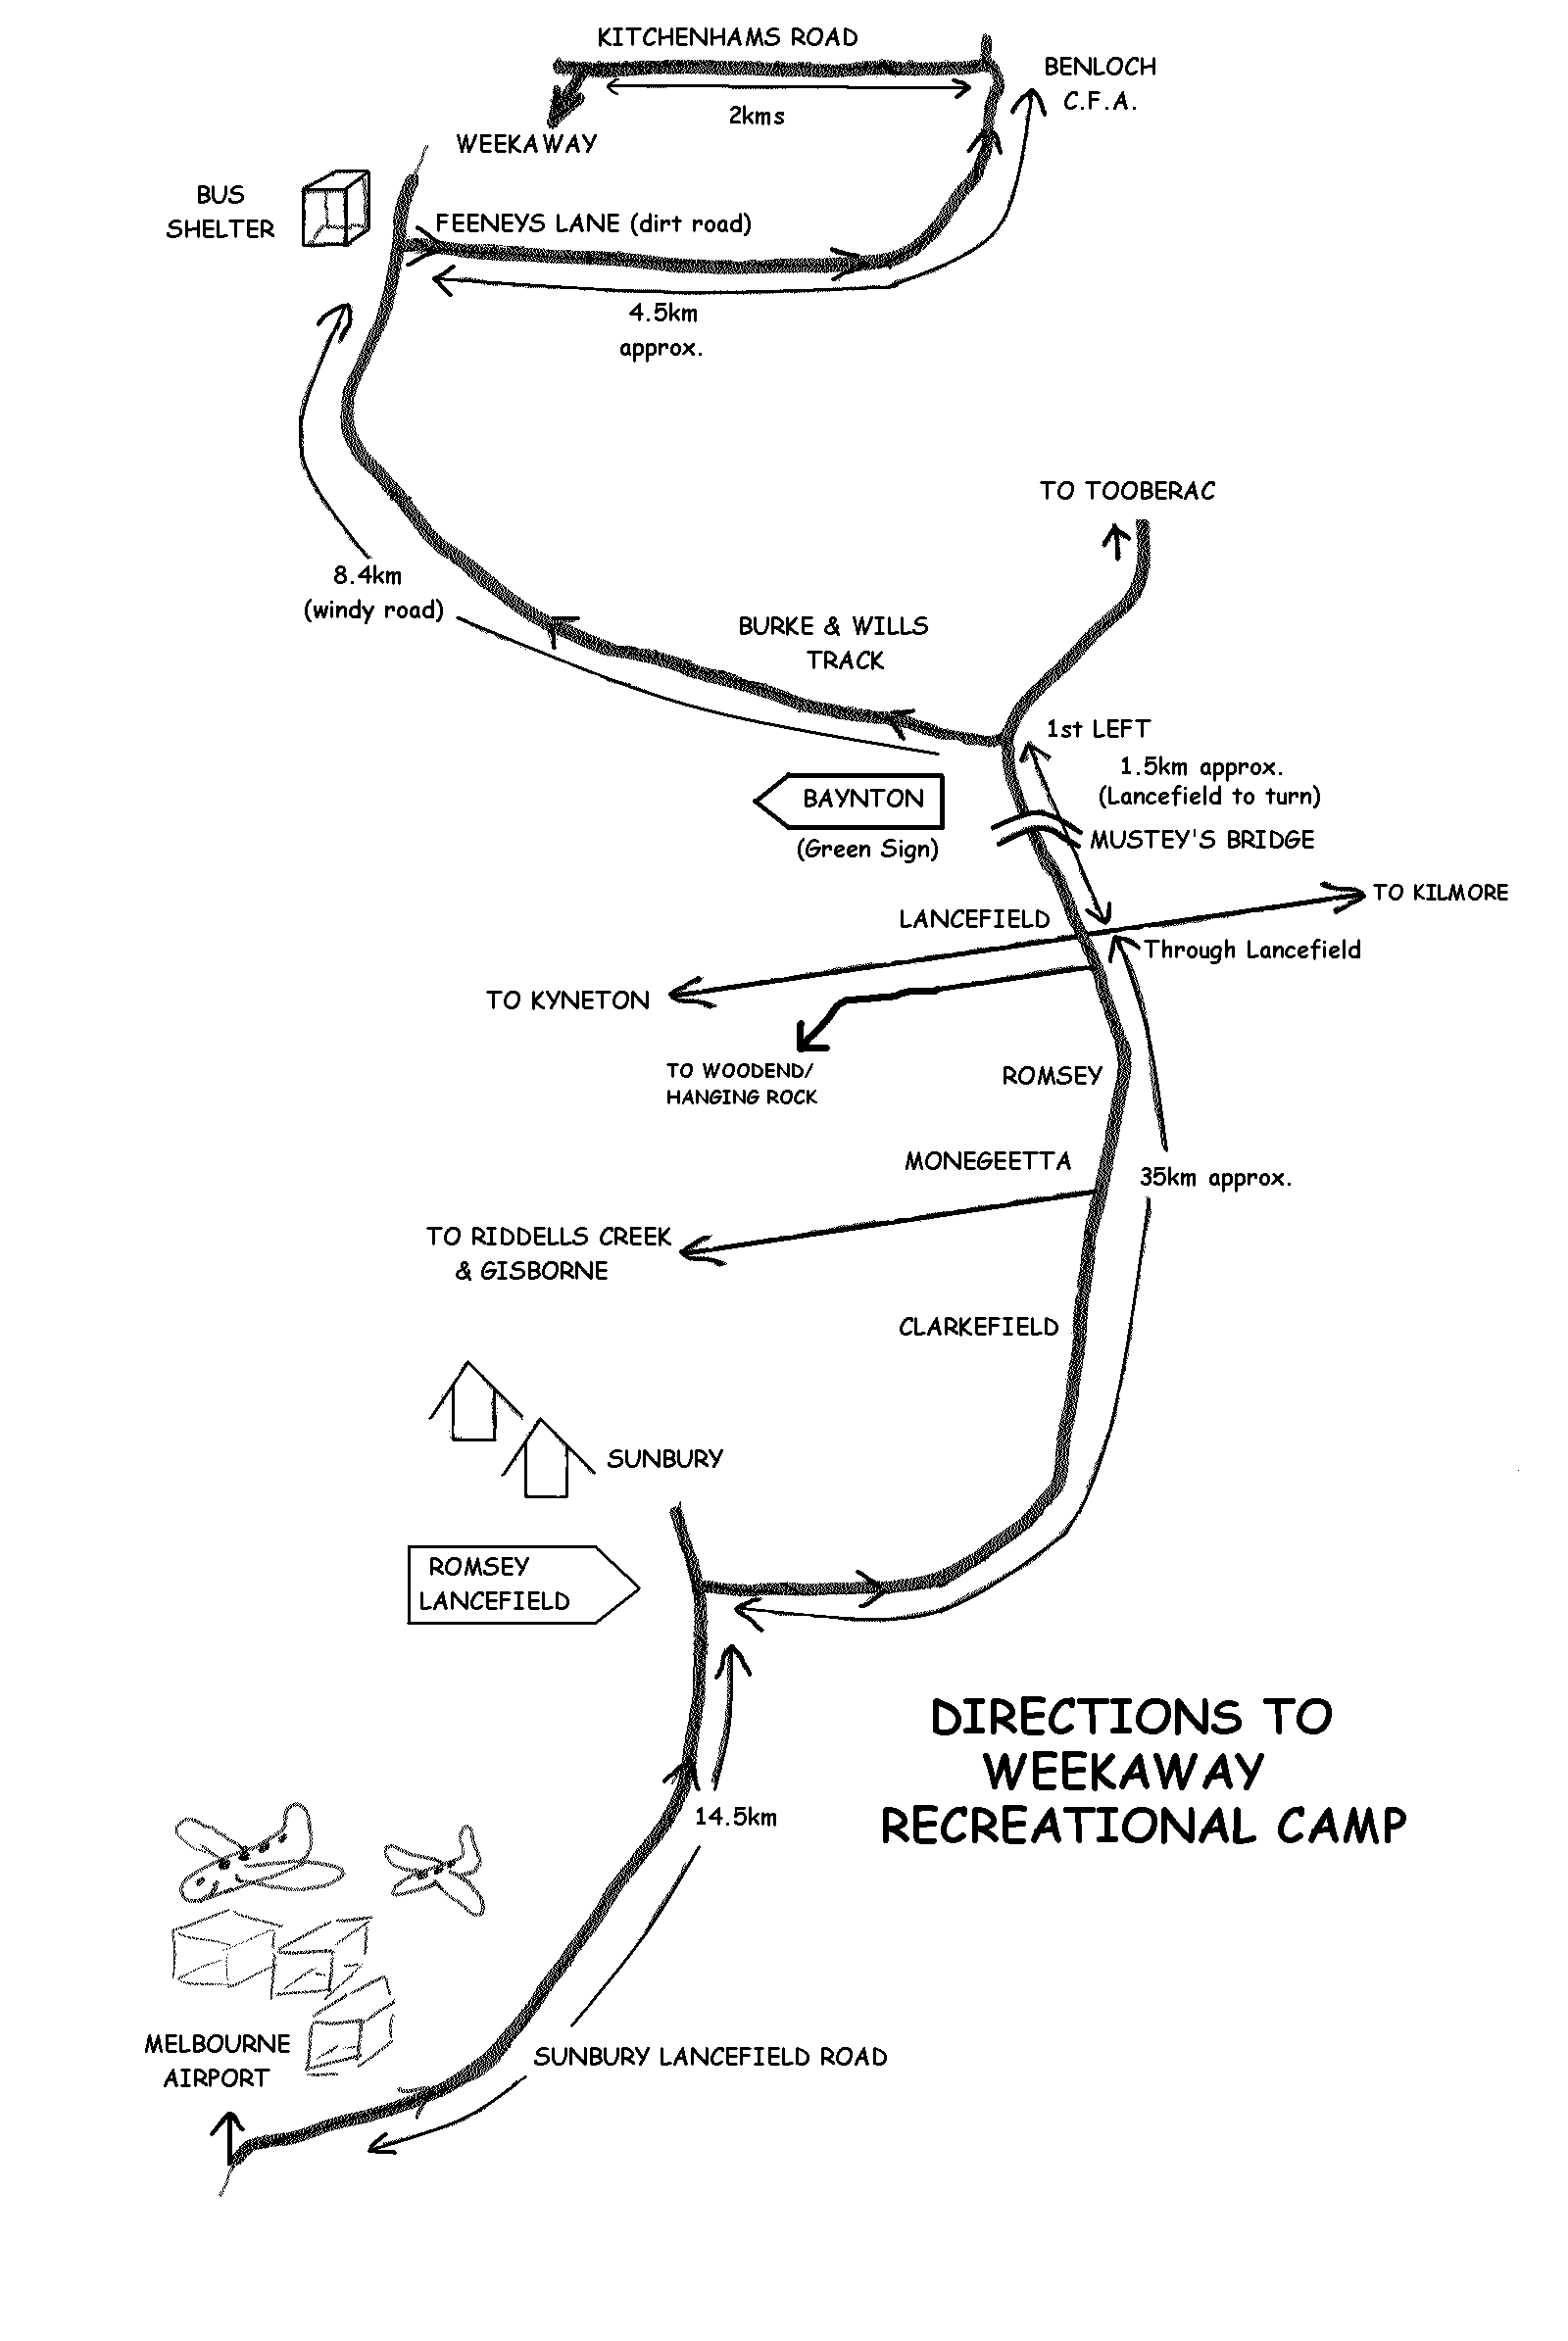 KITCHENHAMS ROAD
BENLOCH
C.F.A.
2kms
WEEKAWAY
BUS
SHELTER
FEENEYS LANE (dirt road)
4.5km
approx.
TO TOOBERAC
8.4km
(windy road)
BURKE & WILLS
TRACK
1st LEFT
1.5km approx.
(Lancefield to turn)
BAYNTON
(Green Sign)
MUSTEY'S BRIDGE
TO KILMORE
LANCEFIELD
Through Lancefield
TO KYNETON
TO WOODEND/
HANGING ROCK
ROMSEY
MONEGEETTA
35km approx.
TO RIDDELLS CREEK
& GISBORNE
CLARKEFIELD
SUNBURY
ROMSEY
LANCEFIELD
DIRECTIONS TO
WEEKAWAY
RECREATIONAL CAMP
14.5km
MELBOURNE
AIRPORT
SUNBURY LANCEFIELD ROAD